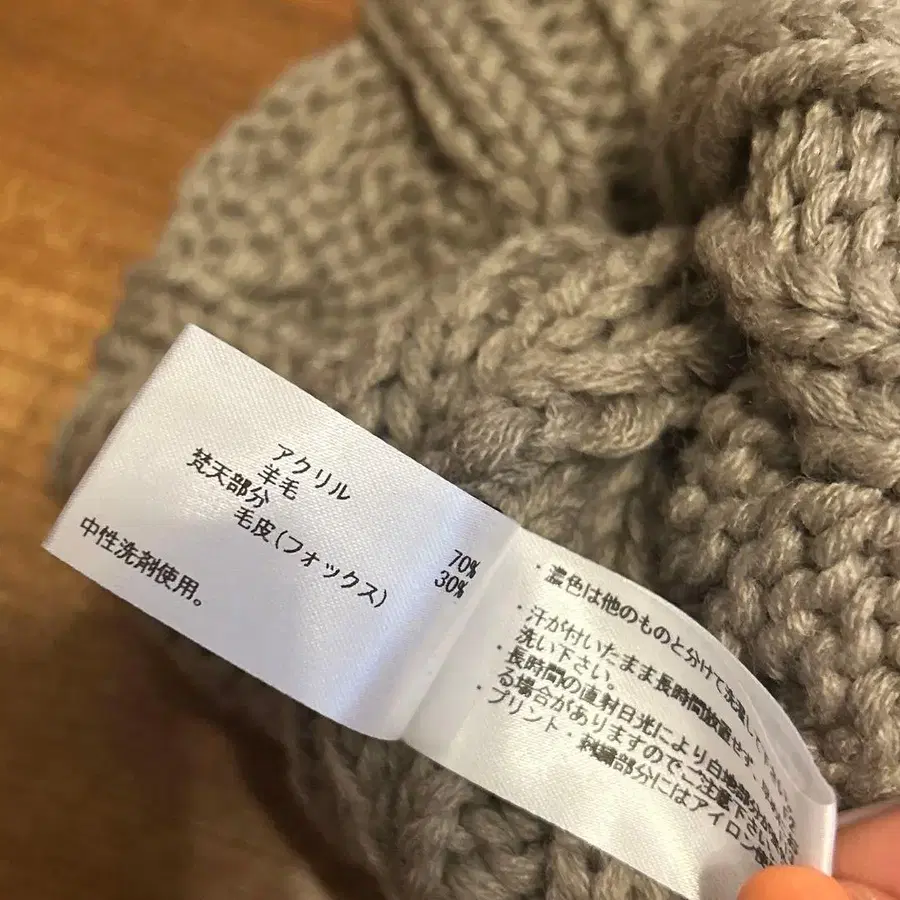 アクリル 70%
羊毛 30%
梵天部分
毛皮(フォックス)
中性洗剤使用。
・濃色は他のものと分けて洗濯して下さい
・汗が付いたまま長時間放置せず、
洗い下さい。
・長時間の直射日光により白地部分が
る場合がありますのでご注意下さい
・プリント・刺繍部分にはアイロン